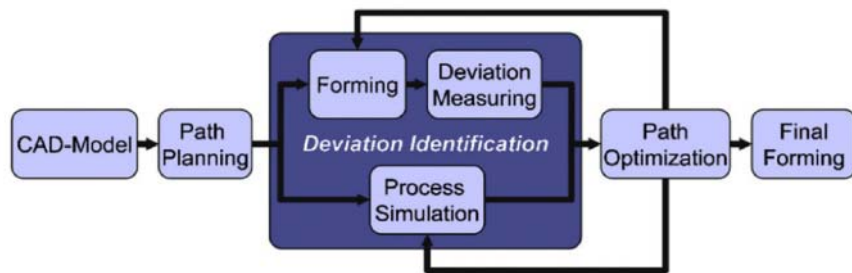 CAD-Model
Path
Planning
Forming
Deviation
Measuring
Deviation Identification
Process
Simulation
Path
Optimization
Final
Forming